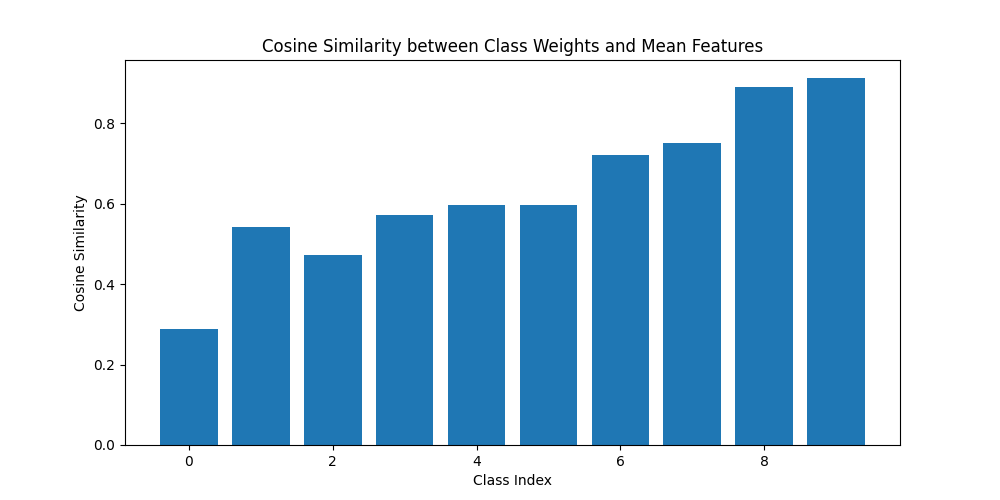 Cosine Similarity between Class Weights and Mean Features
0.8
0.6
0.4
0.2
0.0
Cosine Similarity
0 2 4 6 8
Class Index